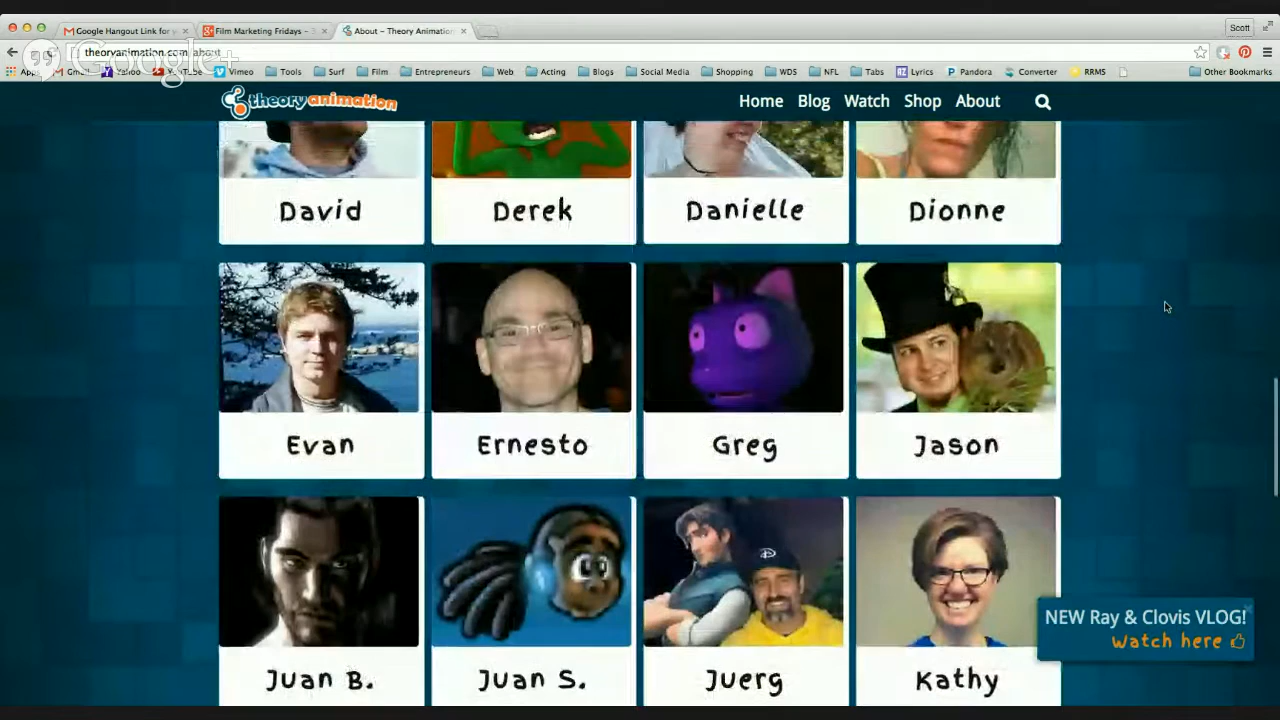 Google Hangout Link for y
Film Marketing Fridays -
About - Theory Animation
Scott
Google+
theoryanimation.com/about
Apps
Gmail
Yahoo
YouTube
Vimeo
Tools
Surf
Film
Entrepreneurs
Web
Acting
Blogs
Social Media
Shopping
WDS
NFL
Tabs
Lyrics
Pandora
Converter
RRMS
Other Bookmarks
theoryanimation
Home
Blog
Watch
Shop
About
David
Derek
Danielle
Dionne
Evan
Ernesto
Greg
Jason
Juan B.
Juan S.
Juerg
Kathy
NEW Ray & Clovis VLOG!
Watch here